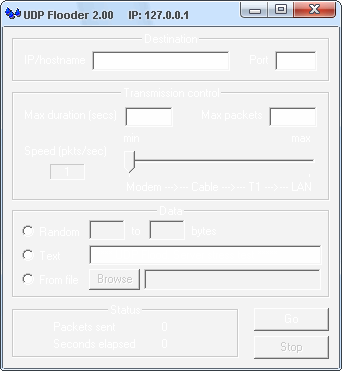 UDP Flooder 2.00 IP: 127.0.0.1
Destination
IP/hostname Port
Transmission control
Max duration (secs) Max packets
min max
Speed (pkts/sec)
1
Modem --> Cable --> T1 --> LAN
Data
Random to bytes
Text
From file Browse
Status
Packets sent 0
Seconds elapsed 0
Go
Stop